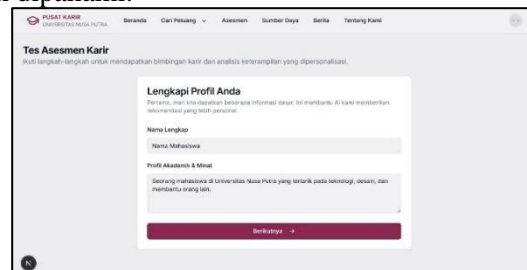 dipahami.
PUSAT KARIR
UNIVERSITAS NUSA PUTRA
Beranda Cari Peluang Asesmen Sumber Daya Berita Tentang Kami
Tes Asesmen Karir
Ikuti langkah-langkah untuk mendapatkan bimbingan karir dan analisis keterampilan yang dipersonalisasi.
Lengkapi Profil Anda
Pertama, mari kita dapatkan beberapa informasi dasar. Ini membantu AI kami memberikan
rekomendasi yang lebih personal.
Nama Lengkap
Nama Mahasiswa
Profil Akademik & Minat
Seorang mahasiswa di Universitas Nusa Putra yang tertarik pada teknologi, desain, dan
membantu orang lain.
Berikutnya →
N